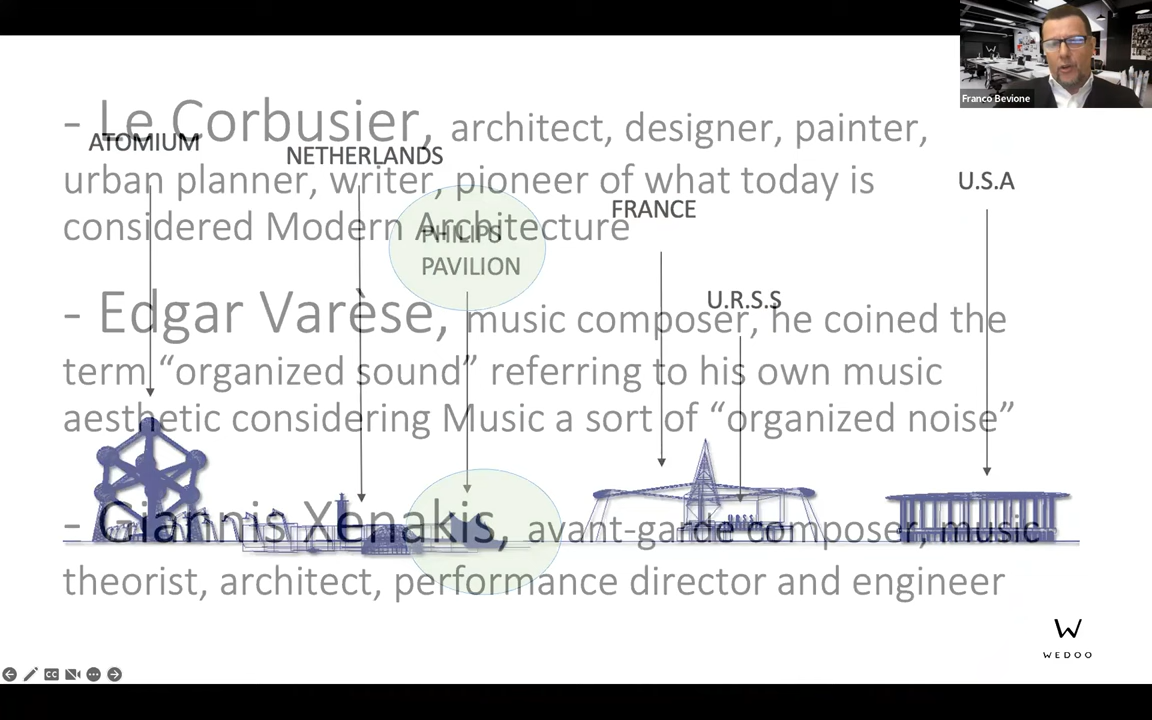 Franco Bevione
- Le Corbusier, architect, designer, painter,
urban planner, writer, pioneer of what today is
considered Modern Architecture
- Edgar Varèse, music composer, he coined the
term “organized sound” referring to his own music
aesthetic considering Music a sort of “organized noise”
- Giannis Xenakis, avant-garde composer, music
theorist, architect, performance director and engineer
ATOMIUM
NETHERLANDS
PHILIPS
PAVILION
FRANCE
U.R.S.S
U.S.A
W
WEDOO
CC